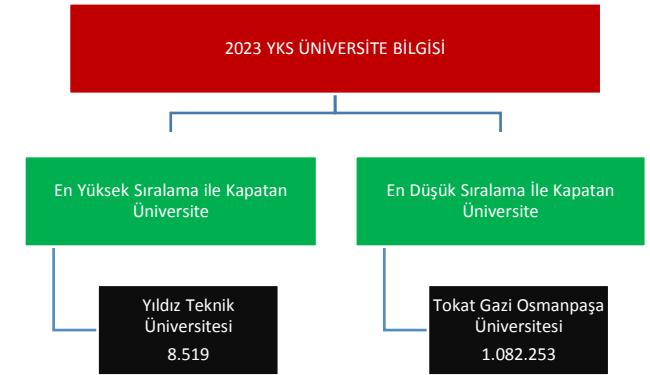 2023 YKS ÜNİVERSİTE BİLGİSİ
En Yüksek Sıralama ile Kapatan
Üniversite
Yıldız Teknik
Üniversitesi
8.519
En Düşük Sıralama İle Kapatan
Üniversite
Tokat Gazi Osmanpaşa
Üniversitesi
1.082.253